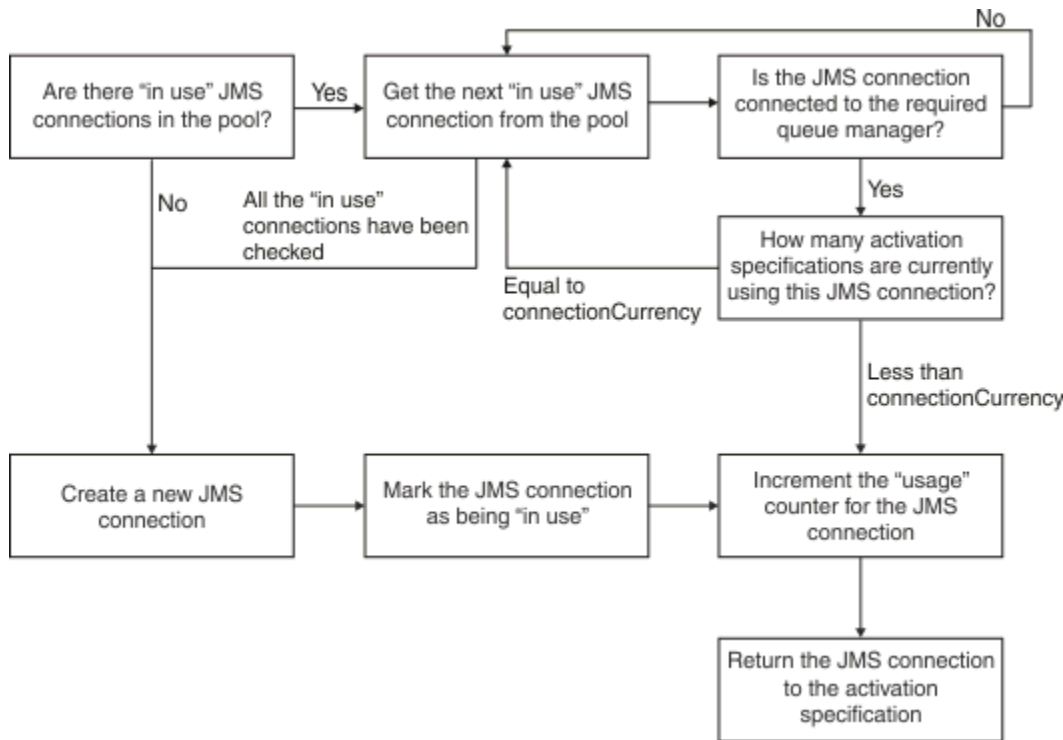 No
Are there “in use” JMS
connections in the pool?
Yes
Get the next “in use” JMS
connection from the pool
Is the JMS connection
connected to the required
queue manager?
No
All the “in use”
connections have been
checked
Yes
How many activation
specifications are currently
using this JMS connection?
Equal to
connectionCurrency
Less than
connectionCurrency
Create a new JMS
connection
Mark the JMS connection
as being “in use”
Increment the “usage”
counter for the JMS
connection
Return the JMS connection
to the activation
specification